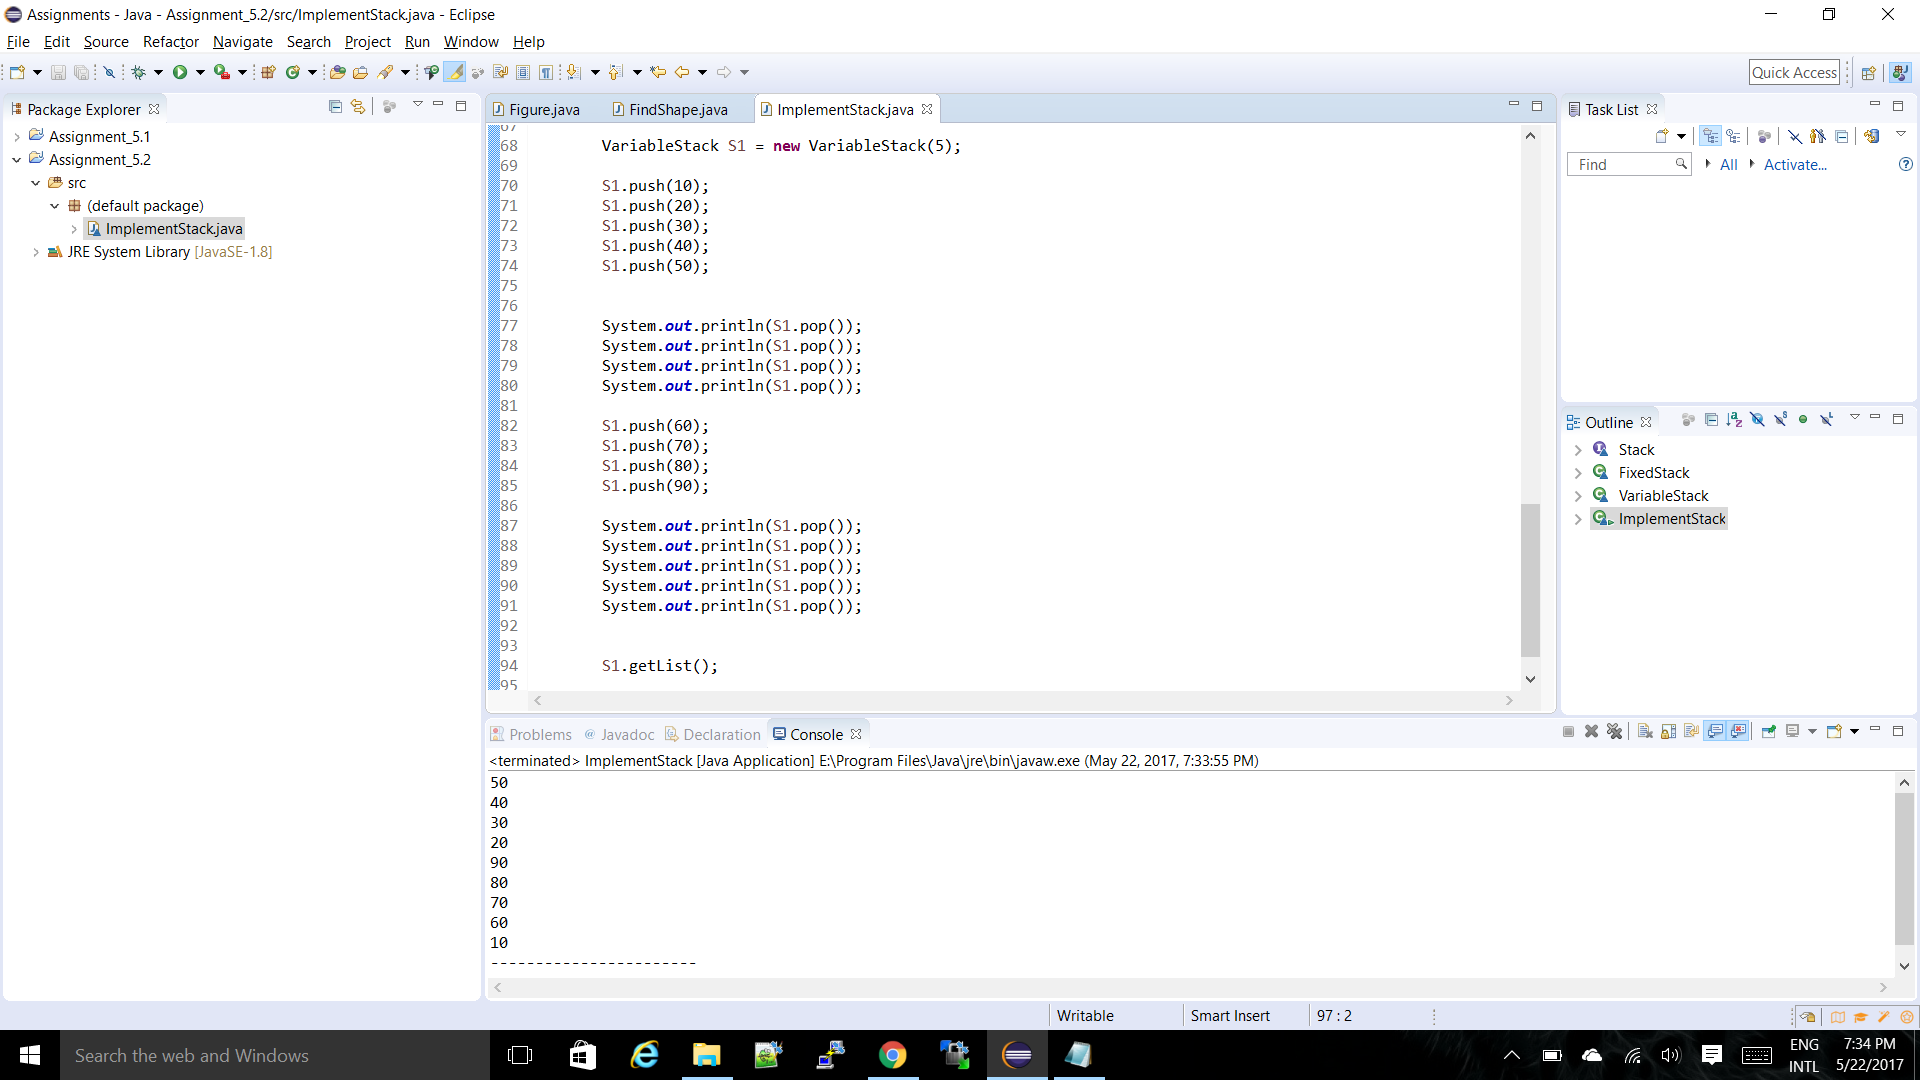 Assignments - Java - Assignment_5.2/src/ImplementStack.java - Eclipse
File Edit Source Refactor Navigate Search Project Run Window Help
Quick Access
Package Explorer
Assignment_5.1
Assignment_5.2
src
(default package)
ImplementStack.java
JRE System Library [JavaSE-1.8]
Figure.java FindShape.java ImplementStack.java
67
68 VariableStack S1 = new VariableStack(5);
69
70 S1.push(10);
71 S1.push(20);
72 S1.push(30);
73 S1.push(40);
74 S1.push(50);
75
76
77 System.out.println(S1.pop());
78 System.out.println(S1.pop());
79 System.out.println(S1.pop());
80 System.out.println(S1.pop());
81
82 S1.push(60);
83 S1.push(70);
84 S1.push(80);
85 S1.push(90);
86
87 System.out.println(S1.pop());
88 System.out.println(S1.pop());
89 System.out.println(S1.pop());
90 System.out.println(S1.pop());
91 System.out.println(S1.pop());
92
93
94 S1.getList();
95
Task List
Find All Activate...
Outline
Stack
FixedStack
VariableStack
ImplementStack
Problems @ Javadoc Declaration Console
<terminated> ImplementStack [Java Application] E:\Program Files\Java\jre\bin\javaw.exe (May 22, 2017, 7:33:55 PM)
50
40
30
20
90
80
70
60
10
-----------------------
Writable Smart Insert 97 : 2
Search the web and Windows
ENG
INTL
7:34 PM
5/22/2017